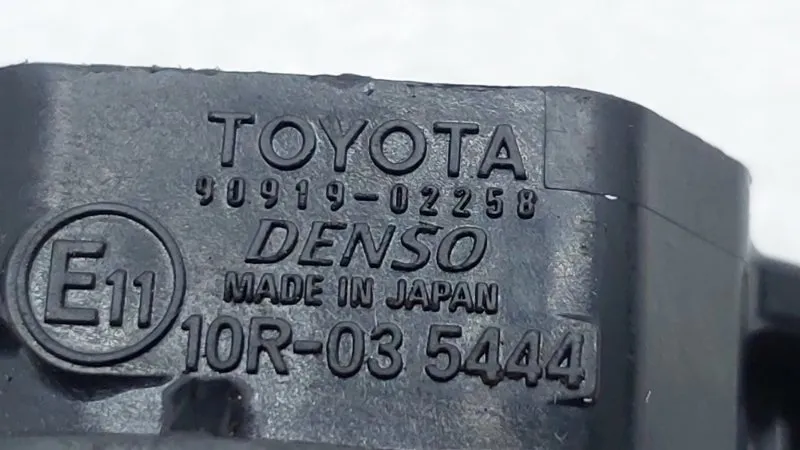 TOYOTA
90919-02258
DENSO
MADE IN JAPAN
E11
10R-03 5444